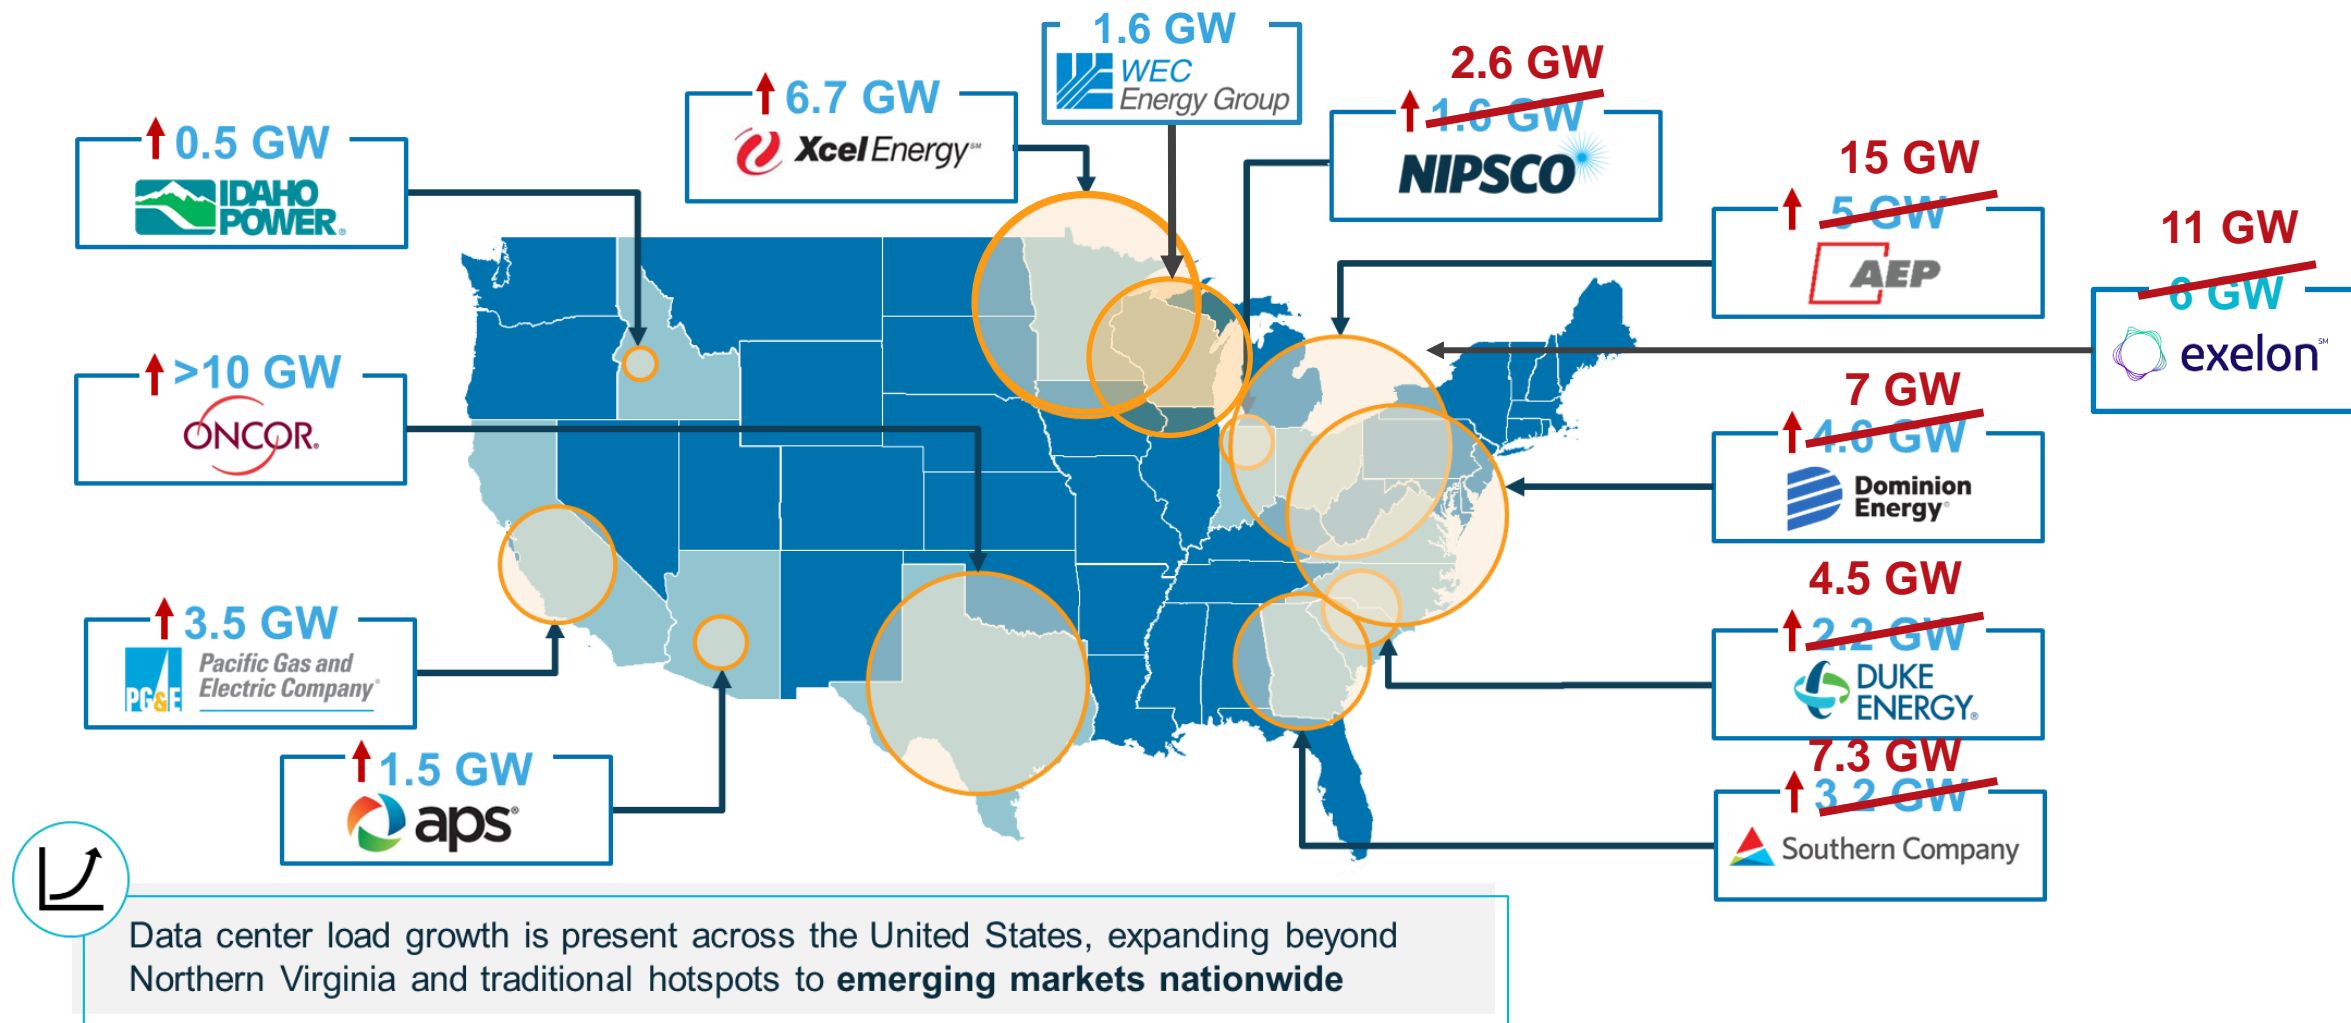 1.6 GW
WEC
Energy Group
2.6 GW
1.6 GW
NIPSCO
6.7 GW
Xcel Energy℠
0.5 GW
IDAHO
POWER®
15 GW
5 GW
AEP
11 GW
6 GW
exelon℠
>10 GW
ONCOR®
7 GW
4.6 GW
Dominion
Energy®
3.5 GW
PG&E
Pacific Gas and
Electric Company®
4.5 GW
2.2 GW
DUKE
ENERGY®
1.5 GW
aps®
7.3 GW
3.2 GW
Southern Company
Data center load growth is present across the United States, expanding beyond
Northern Virginia and traditional hotspots to emerging markets nationwide